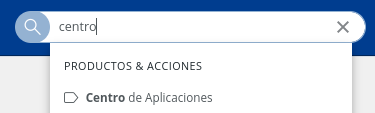 centro
PRODUCTOS & ACCIONES
Centro de Aplicaciones